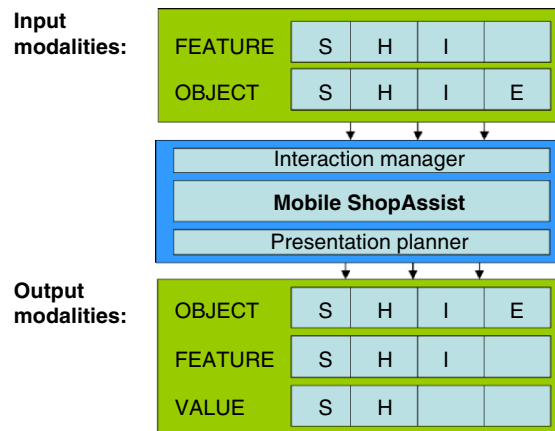 Input
modalities:
FEATURE S H I
OBJECT S H I E
Interaction manager
Mobile ShopAssist
Presentation planner
Output
modalities:
OBJECT S H I E
FEATURE S H I
VALUE S H